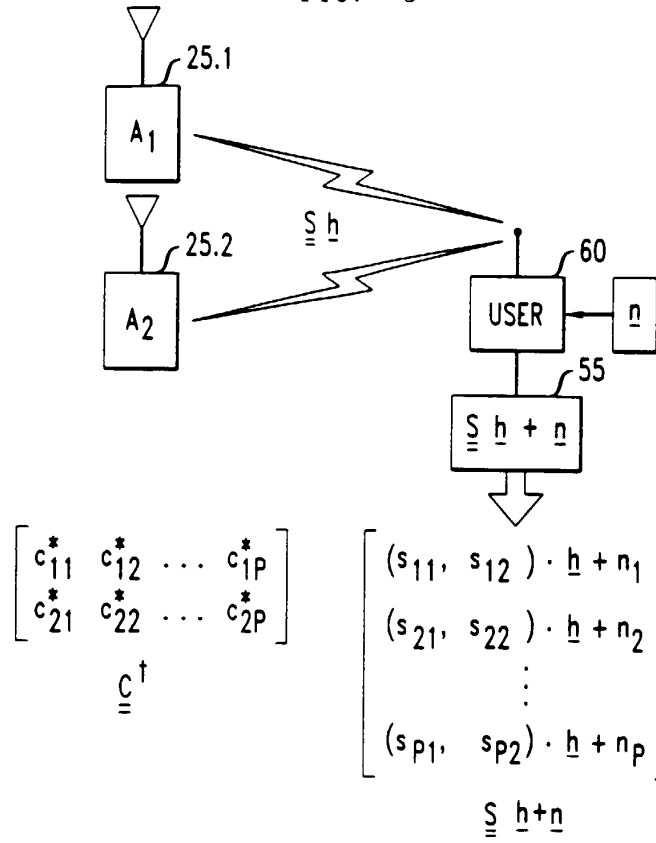 25.1
A1
S h
25.2
A2
60
USER
n
55
S h + n
c*11 c*12 ... c*1P
c*21 c*22 ... c*2P
C†
(s11, s12) · h + n1
(s21, s22) · h + n2
⋮
(sP1, sP2) · h + nP
S h+n